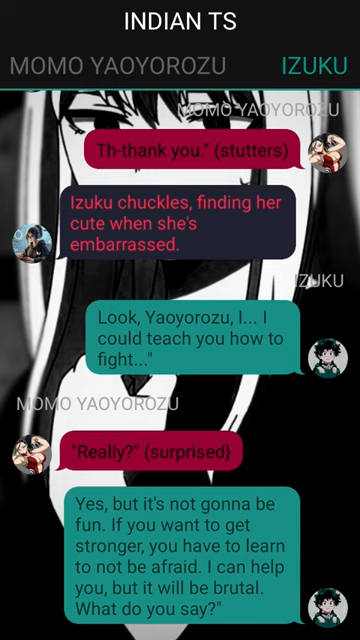 INDIAN TS
MOMO YAOYOROZU IZUKU
MOMO YAOYOROZU
Th-thank you." (stutters)
Izuku chuckles, finding her
cute when she's
embarrassed.
IZUKU
Look, Yaoyorozu, I... I
could teach you how to
fight..."
MOMO YAOYOROZU
"Really?" (surprised}
Yes, but it's not gonna be
fun. If you want to get
stronger, you have to learn
to not be afraid. I can help
you, but it will be brutal.
What do you say?"